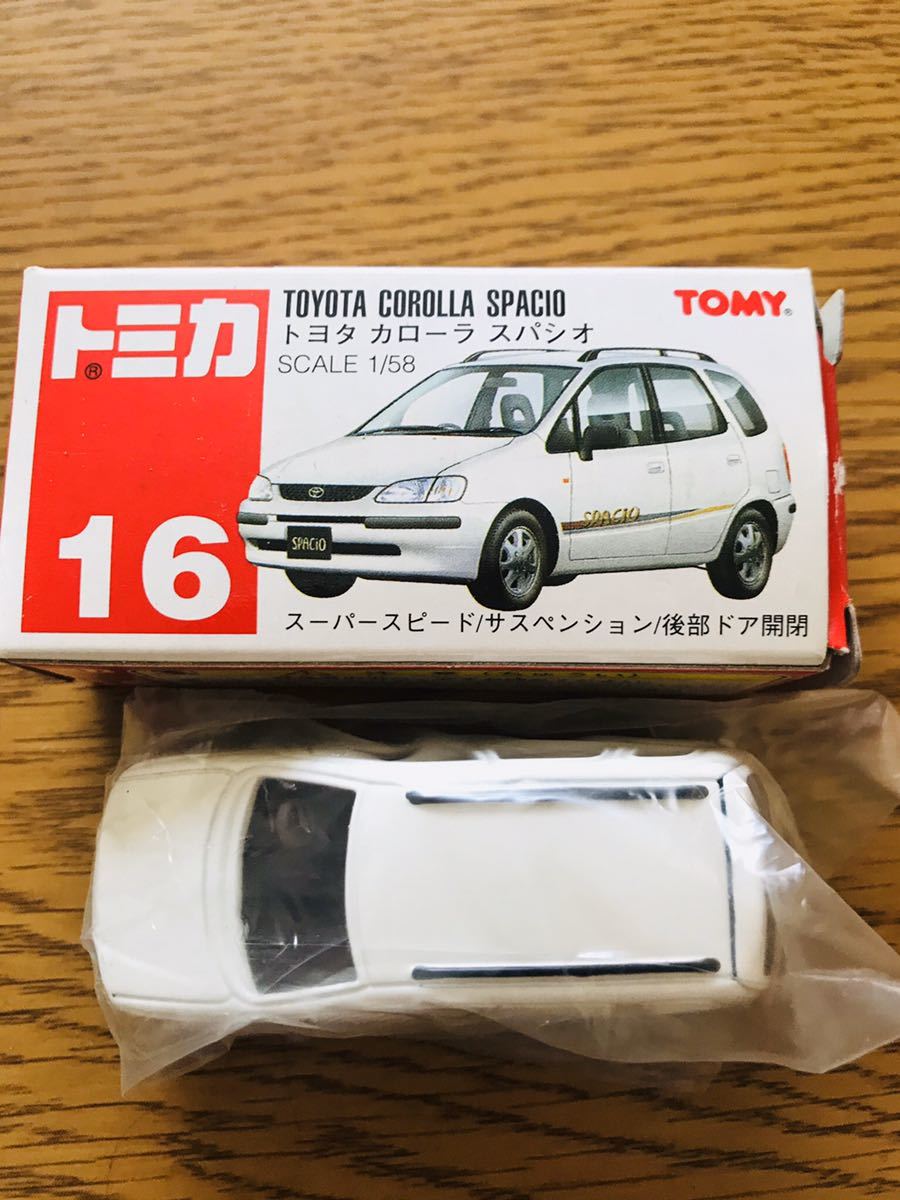 トミカ®
16
TOYOTA COROLLA SPACIO
トヨタ カローラ スパシオ
SCALE 1/58
TOMY®
SPACiO
SPACiO
スーパースピード/サスペンション/後部ドア開閉